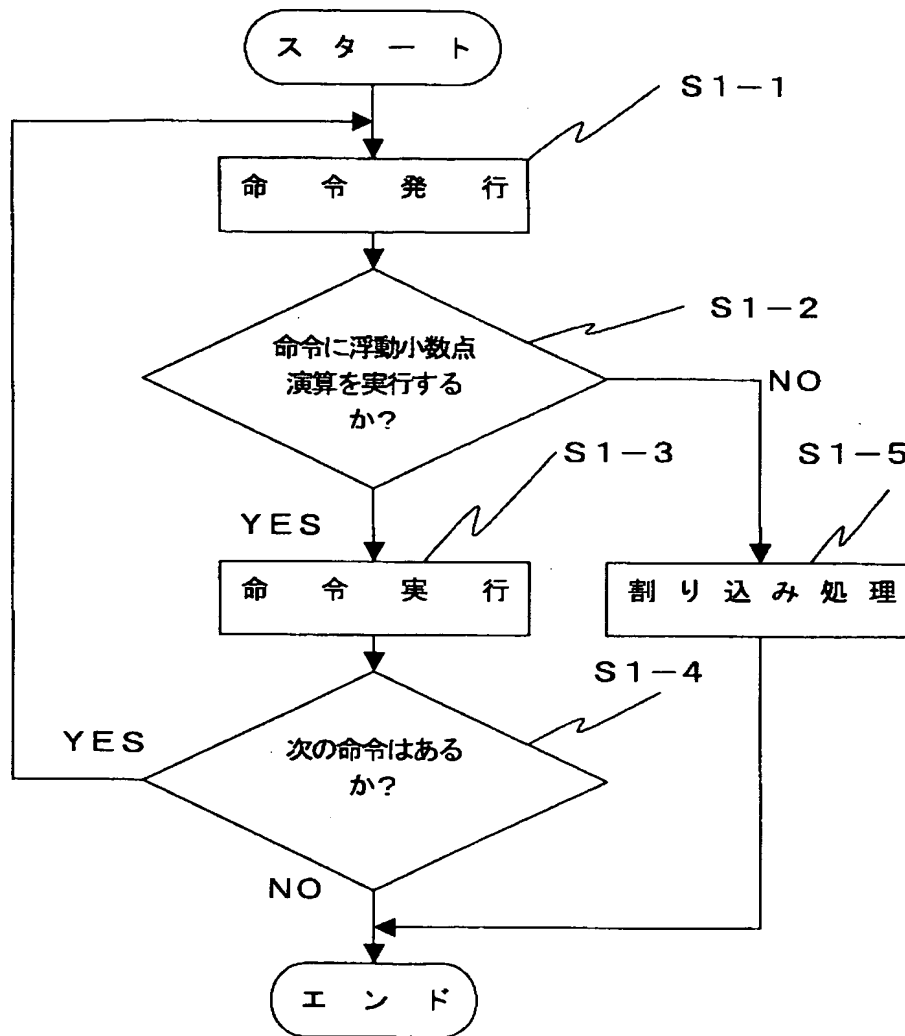 スタート
S1-1
命令発行
S1-2
命令に浮動小数点
演算を実行する
か?
NO
S1-3
S1-5
YES
命令実行
割り込み処理
S1-4
YES
次の命令はある
か?
NO
エンド